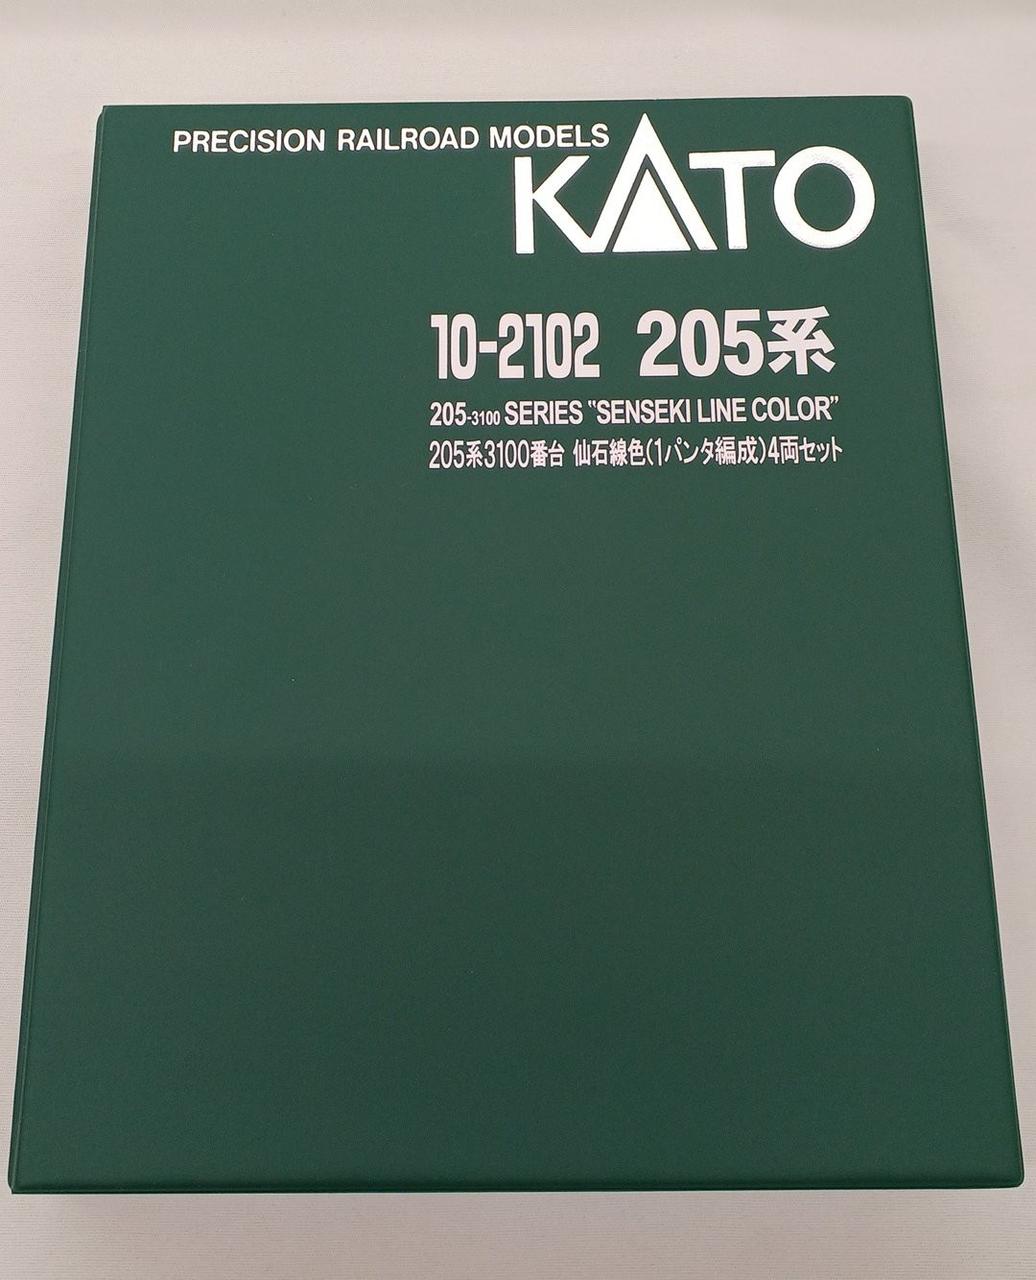 PRECISION RAILROAD MODELS
KATO
10-2102 205系
205-3100 SERIES “SENSEKI LINE COLOR”
205系3100番台 仙石線色(1パンタ編成)4両セット